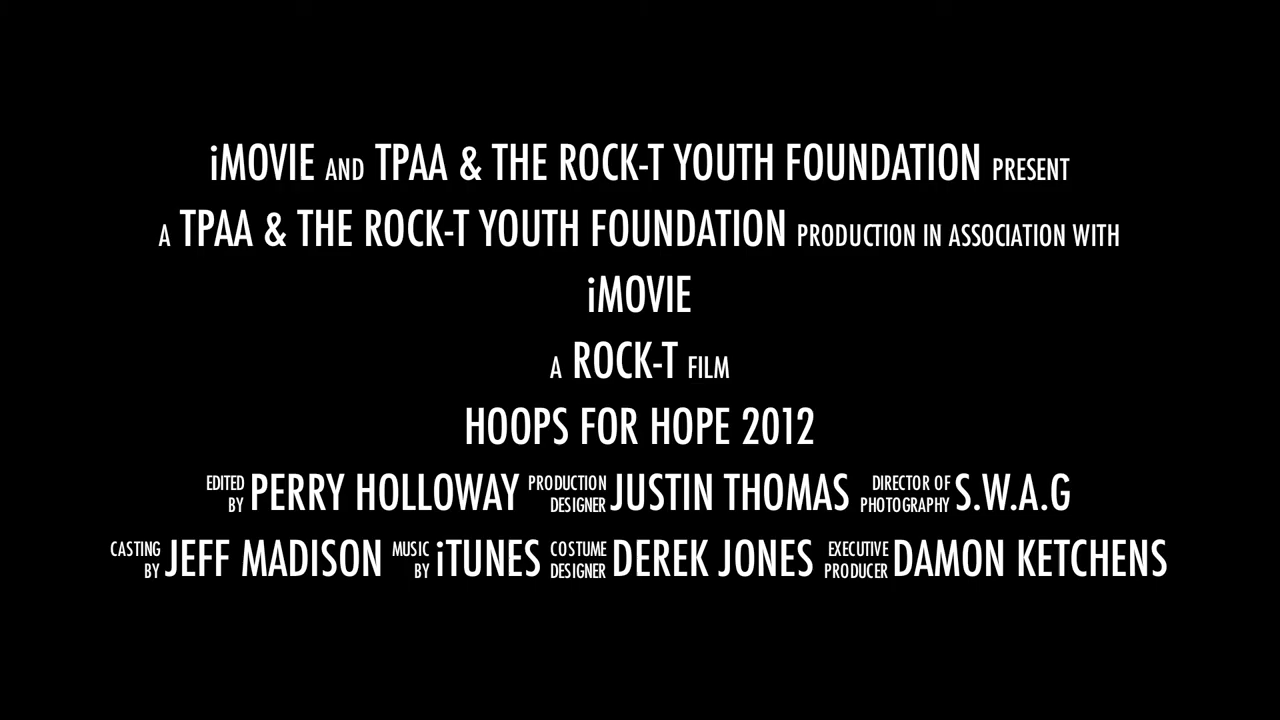 iMOVIE AND TPAA & THE ROCK-T YOUTH FOUNDATION PRESENT
A TPAA & THE ROCK-T YOUTH FOUNDATION PRODUCTION IN ASSOCIATION WITH
iMOVIE
A ROCK-T FILM
HOOPS FOR HOPE 2012
EDITED BY PERRY HOLLOWAY PRODUCTION DESIGNER JUSTIN THOMAS DIRECTOR OF PHOTOGRAPHY S.W.A.G
CASTING BY JEFF MADISON MUSIC BY iTUNES COSTUME DESIGNER DEREK JONES EXECUTIVE PRODUCER DAMON KETCHENS